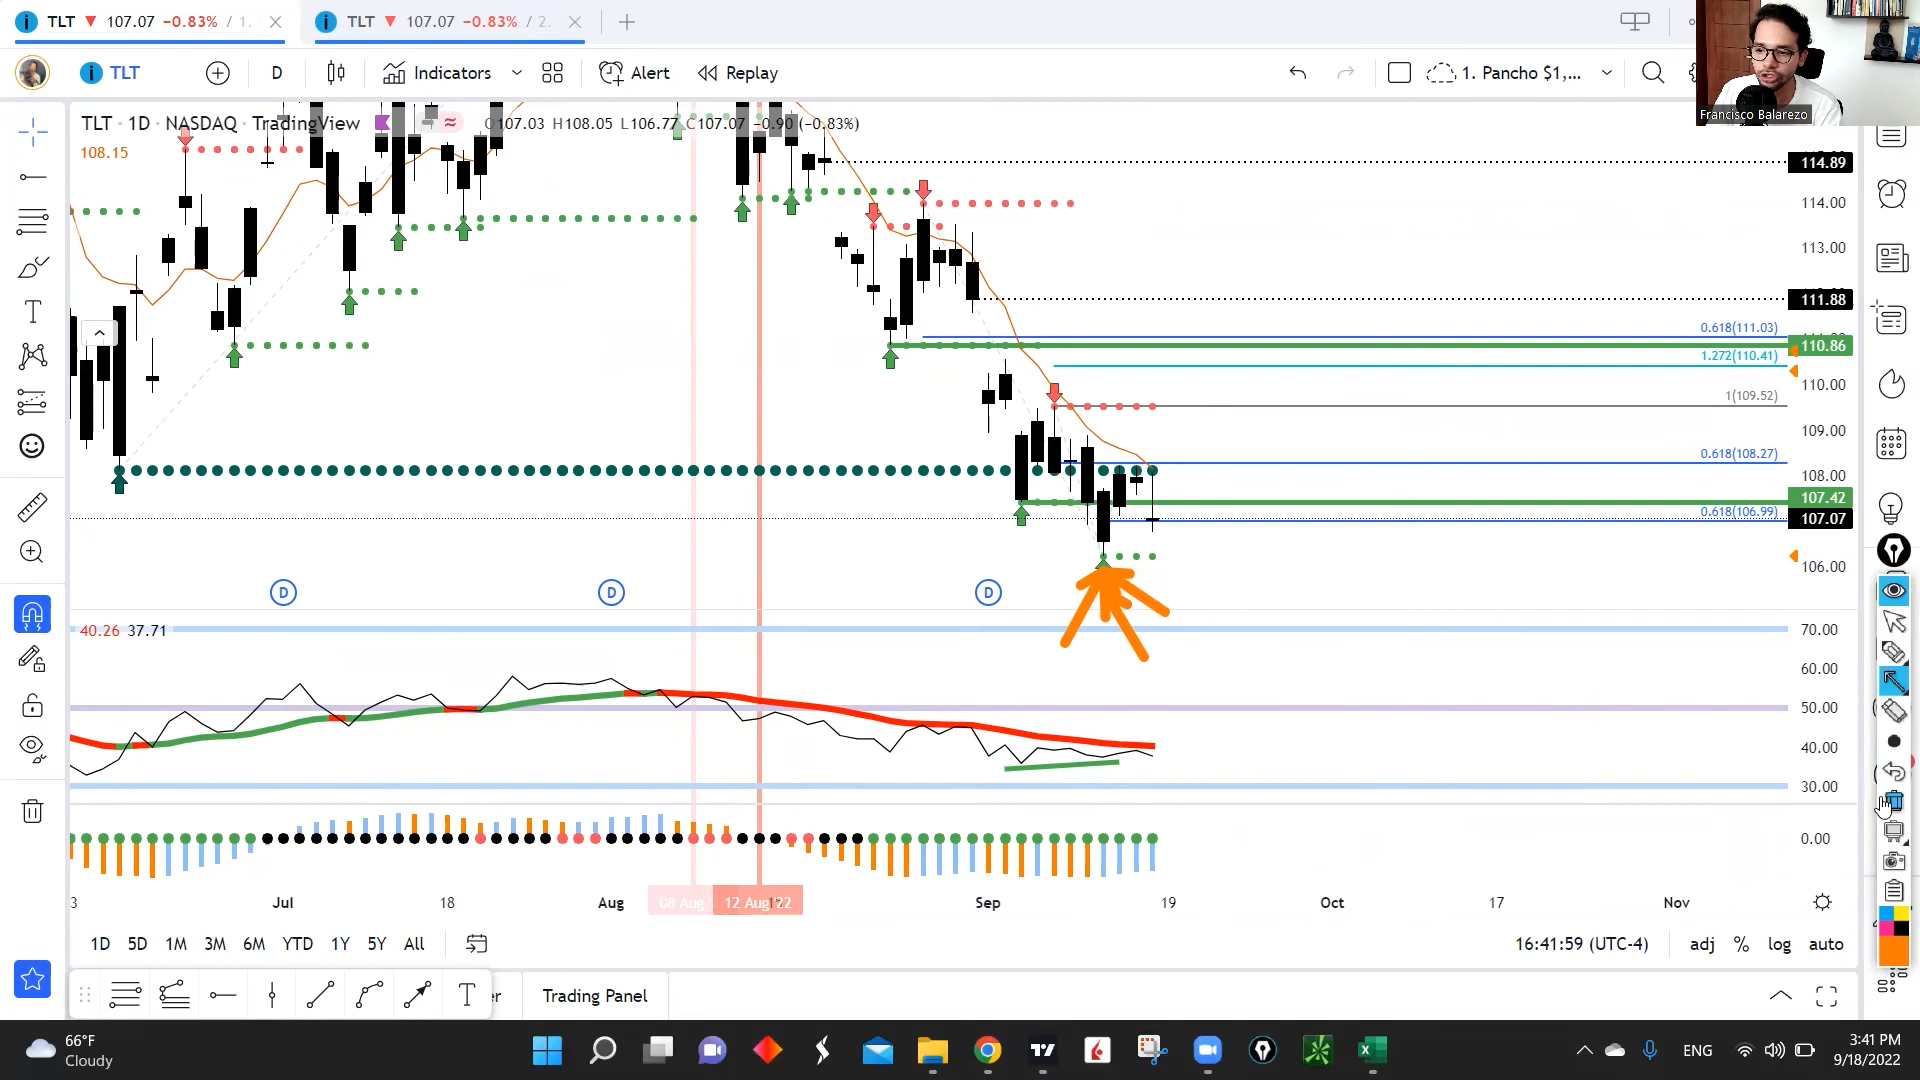 TLT ▼ 107.07 −0.83% / 1.
TLT ▼ 107.07 −0.83% / 2.
TLT
D
Indicators
Alert
Replay
1. Pancho $1,...
Francisco Balarezo
TLT · 1D · NASDAQ · TradingView
O107.03 H108.05 L106.77 C107.07 −0.90 (−0.83%)
108.15
114.89
114.00
113.00
111.88
0.618(111.03)
110.86
1.272(110.41)
110.00
1(109.52)
109.00
0.618(108.27)
108.00
107.42
0.618(106.99)
107.07
106.00
D
D
D
40.26 37.71
70.00
60.00
50.00
40.00
30.00
0.00
3
Jul
18
Aug
08 Aug
12 Aug '22
Sep
19
Oct
17
Nov
1D 5D 1M 3M 6M YTD 1Y 5Y All
16:41:59 (UTC-4)
adj % log auto
Trading Panel
66°F
Cloudy
ENG
3:41 PM
9/18/2022